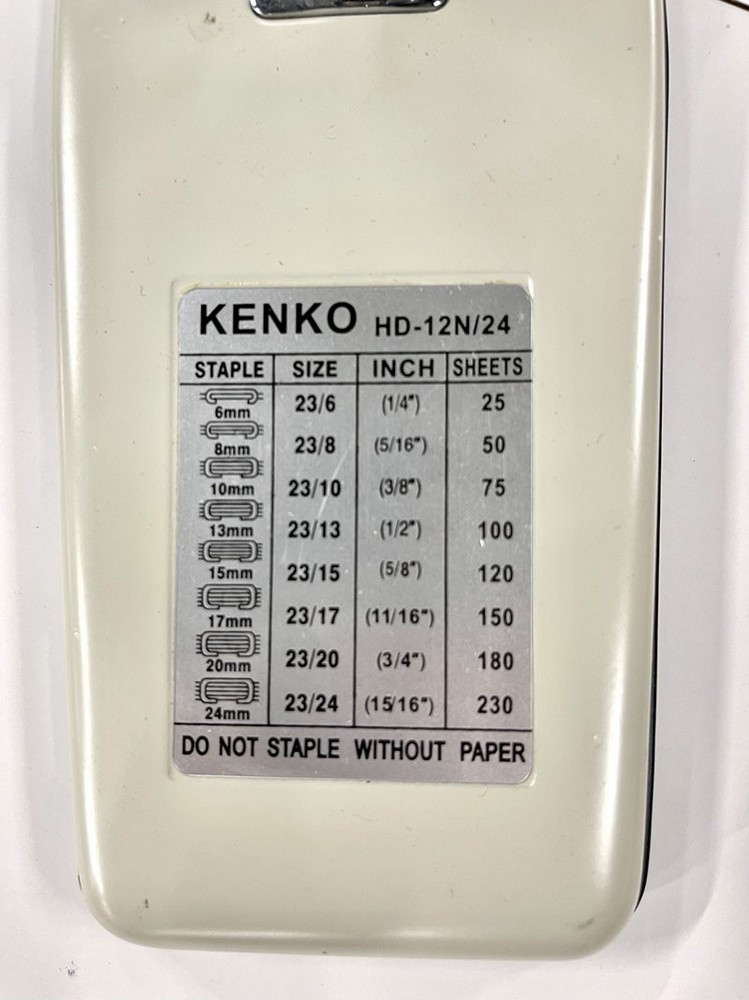 KENKO HD-12N/24
STAPLE SIZE INCH SHEETS
6mm 23/6 (1/4") 25
8mm 23/8 (5/16") 50
10mm 23/10 (3/8") 75
13mm 23/13 (1/2") 100
15mm 23/15 (5/8") 120
17mm 23/17 (11/16") 150
20mm 23/20 (3/4") 180
24mm 23/24 (15/16") 230
DO NOT STAPLE WITHOUT PAPER